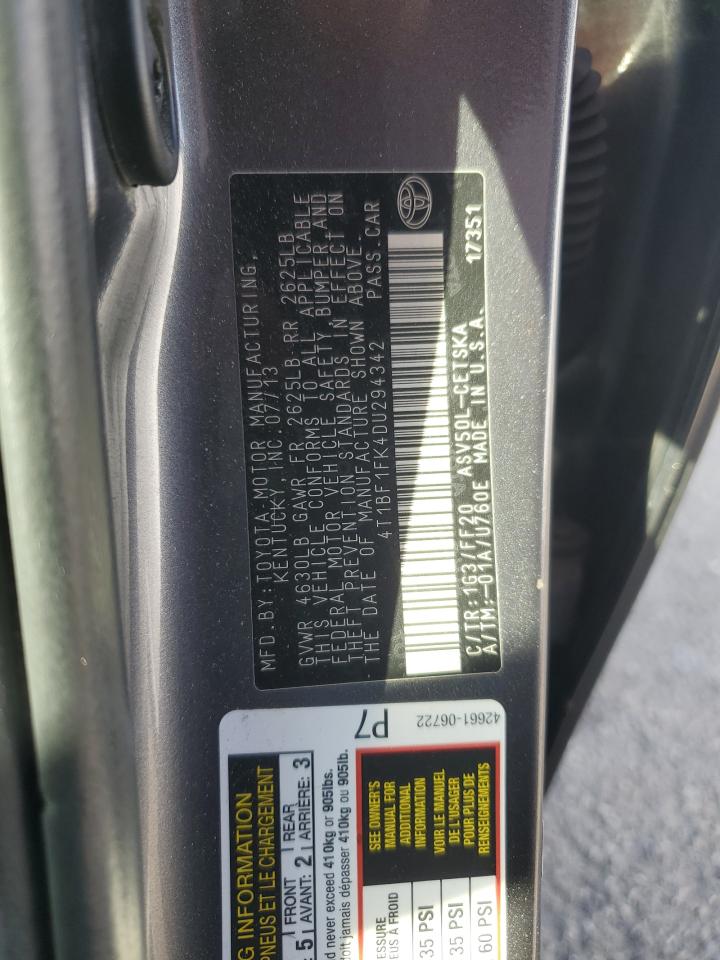 MFD. BY: TOYOTA MOTOR MANUFACTURING,
KENTUCKY, INC. 07/13
GVWR 4630LB GAWR FR 2625LB RR 2625LB
THIS VEHICLE CONFORMS TO ALL APPLICABLE
FEDERAL MOTOR VEHICLE SAFETY, BUMPER AND
THEFT PREVENTION STANDARDS IN EFFECT ON
THE DATE OF MANUFACTURE SHOWN ABOVE.
4T1BF1FK4DU294342 PASS. CAR
C/TR: 1G3/FF20 ASV50L-CETSKA
A/TM: -01A/U760E MADE IN U.S.A. 17351
INFORMATION
PNEUS ET LE CHARGEMENT
5 FRONT 2 REAR 3
AVANT: ARRIÈRE:
never exceed 410kg or 905lbs.
doit jamais dépasser 410kg ou 905lb.
P7
42661-06722
SEE OWNER'S
MANUAL FOR
ADDITIONAL
INFORMATION
VOIR LE MANUEL
DE L'USAGER
POUR PLUS DE
RENSEIGNEMENTS
À FROID
35 PSI
35 PSI
60 PSI